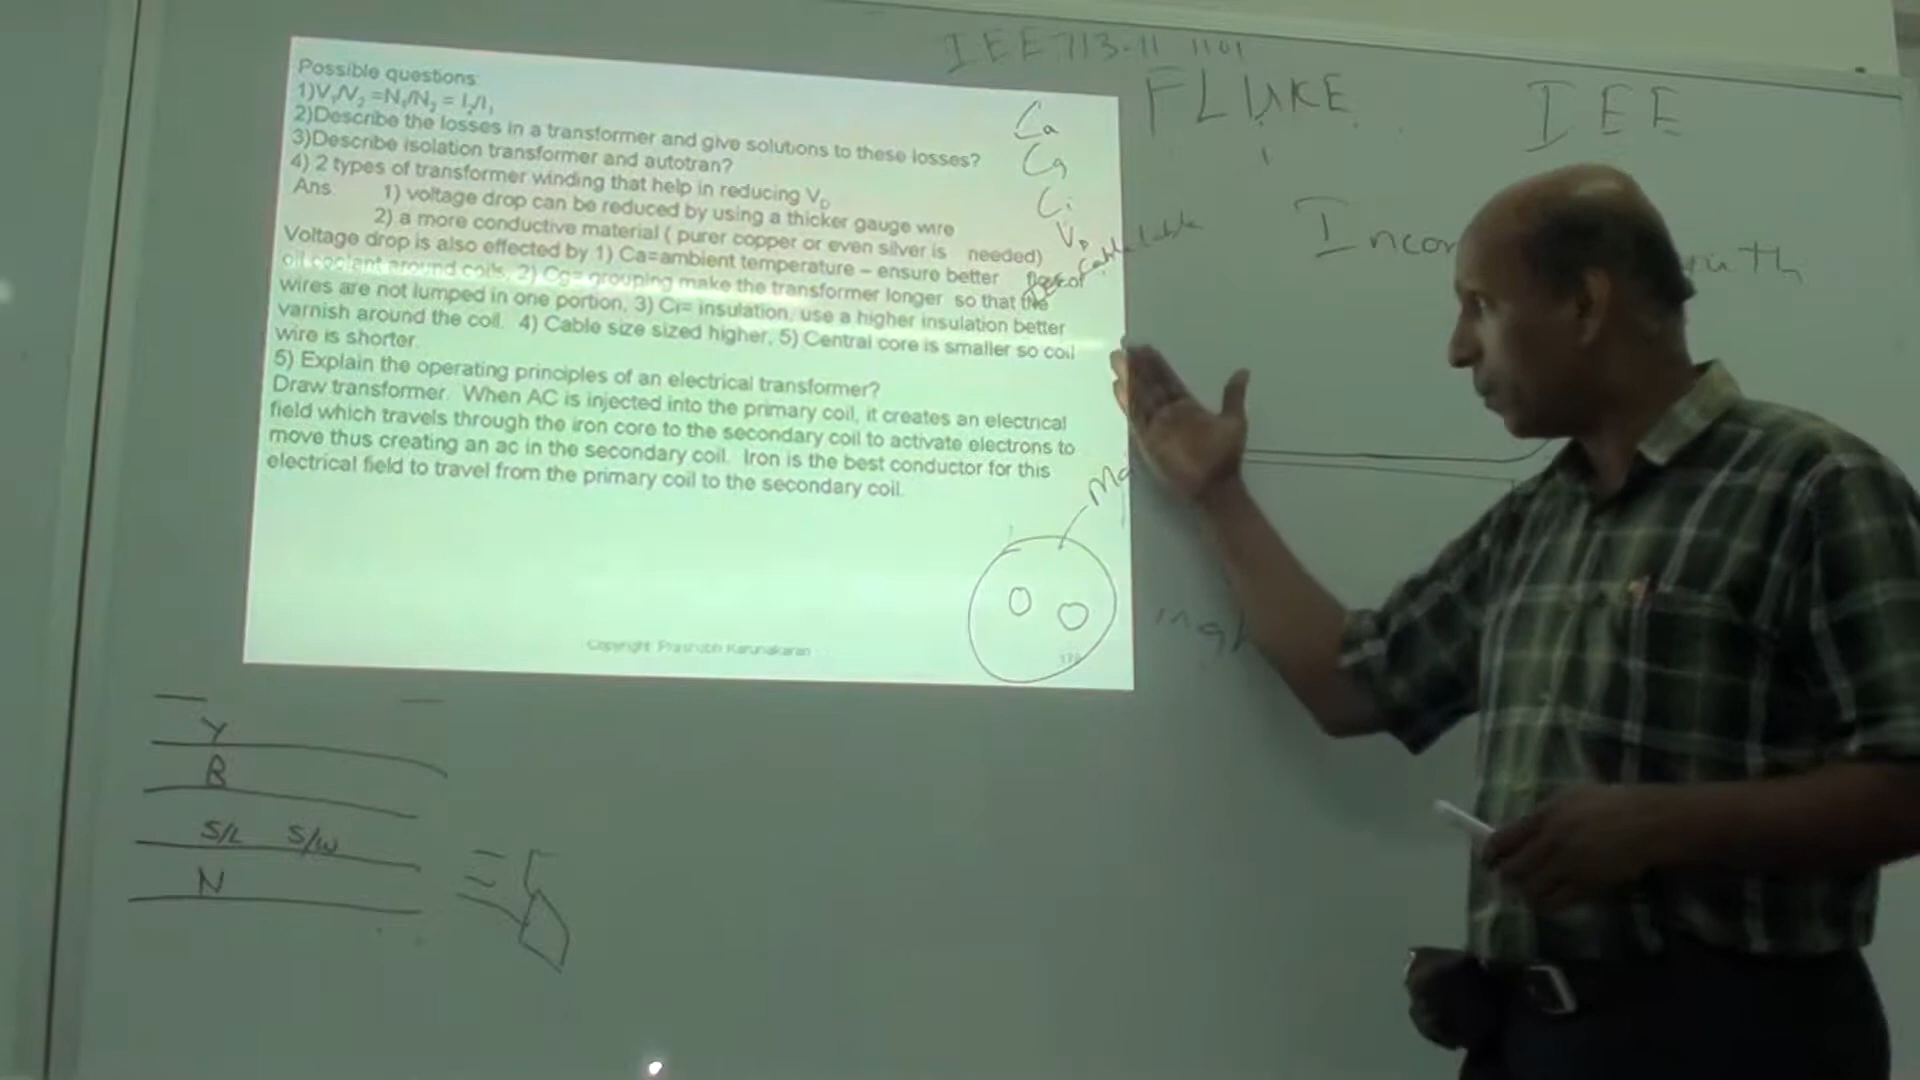 IEE 713-11 1101
FLUKE
IEE
Possible questions:
1)V₁/V₂ =N₁/N₂ = I₂/I₁
2)Describe the losses in a transformer and give solutions to these losses?
3)Describe isolation transformer and autotran?
4) 2 types of transformer winding that help in reducing V_D
Ans 1) voltage drop can be reduced by using a thicker gauge wire
2) a more conductive material ( purer copper or even silver is needed)
Voltage drop is also effected by 1) Ca=ambient temperature – ensure better
oil coolant around coils, 2) Cg= grouping make the transformer longer so that the
wires are not lumped in one portion, 3) Ci= insulation, use a higher insulation better
varnish around the coil. 4) Cable size sized higher, 5) Central core is smaller so coil
wire is shorter.
5) Explain the operating principles of an electrical transformer?
Draw transformer. When AC is injected into the primary coil, it creates an electrical
field which travels through the iron core to the secondary coil to activate electrons to
move thus creating an ac in the secondary coil. Iron is the best conductor for this
electrical field to travel from the primary coil to the secondary coil.
Copyright Prashobh Karunakaran
Ca
Cg
Ci
V_D
Y
B
S/L S/W
N